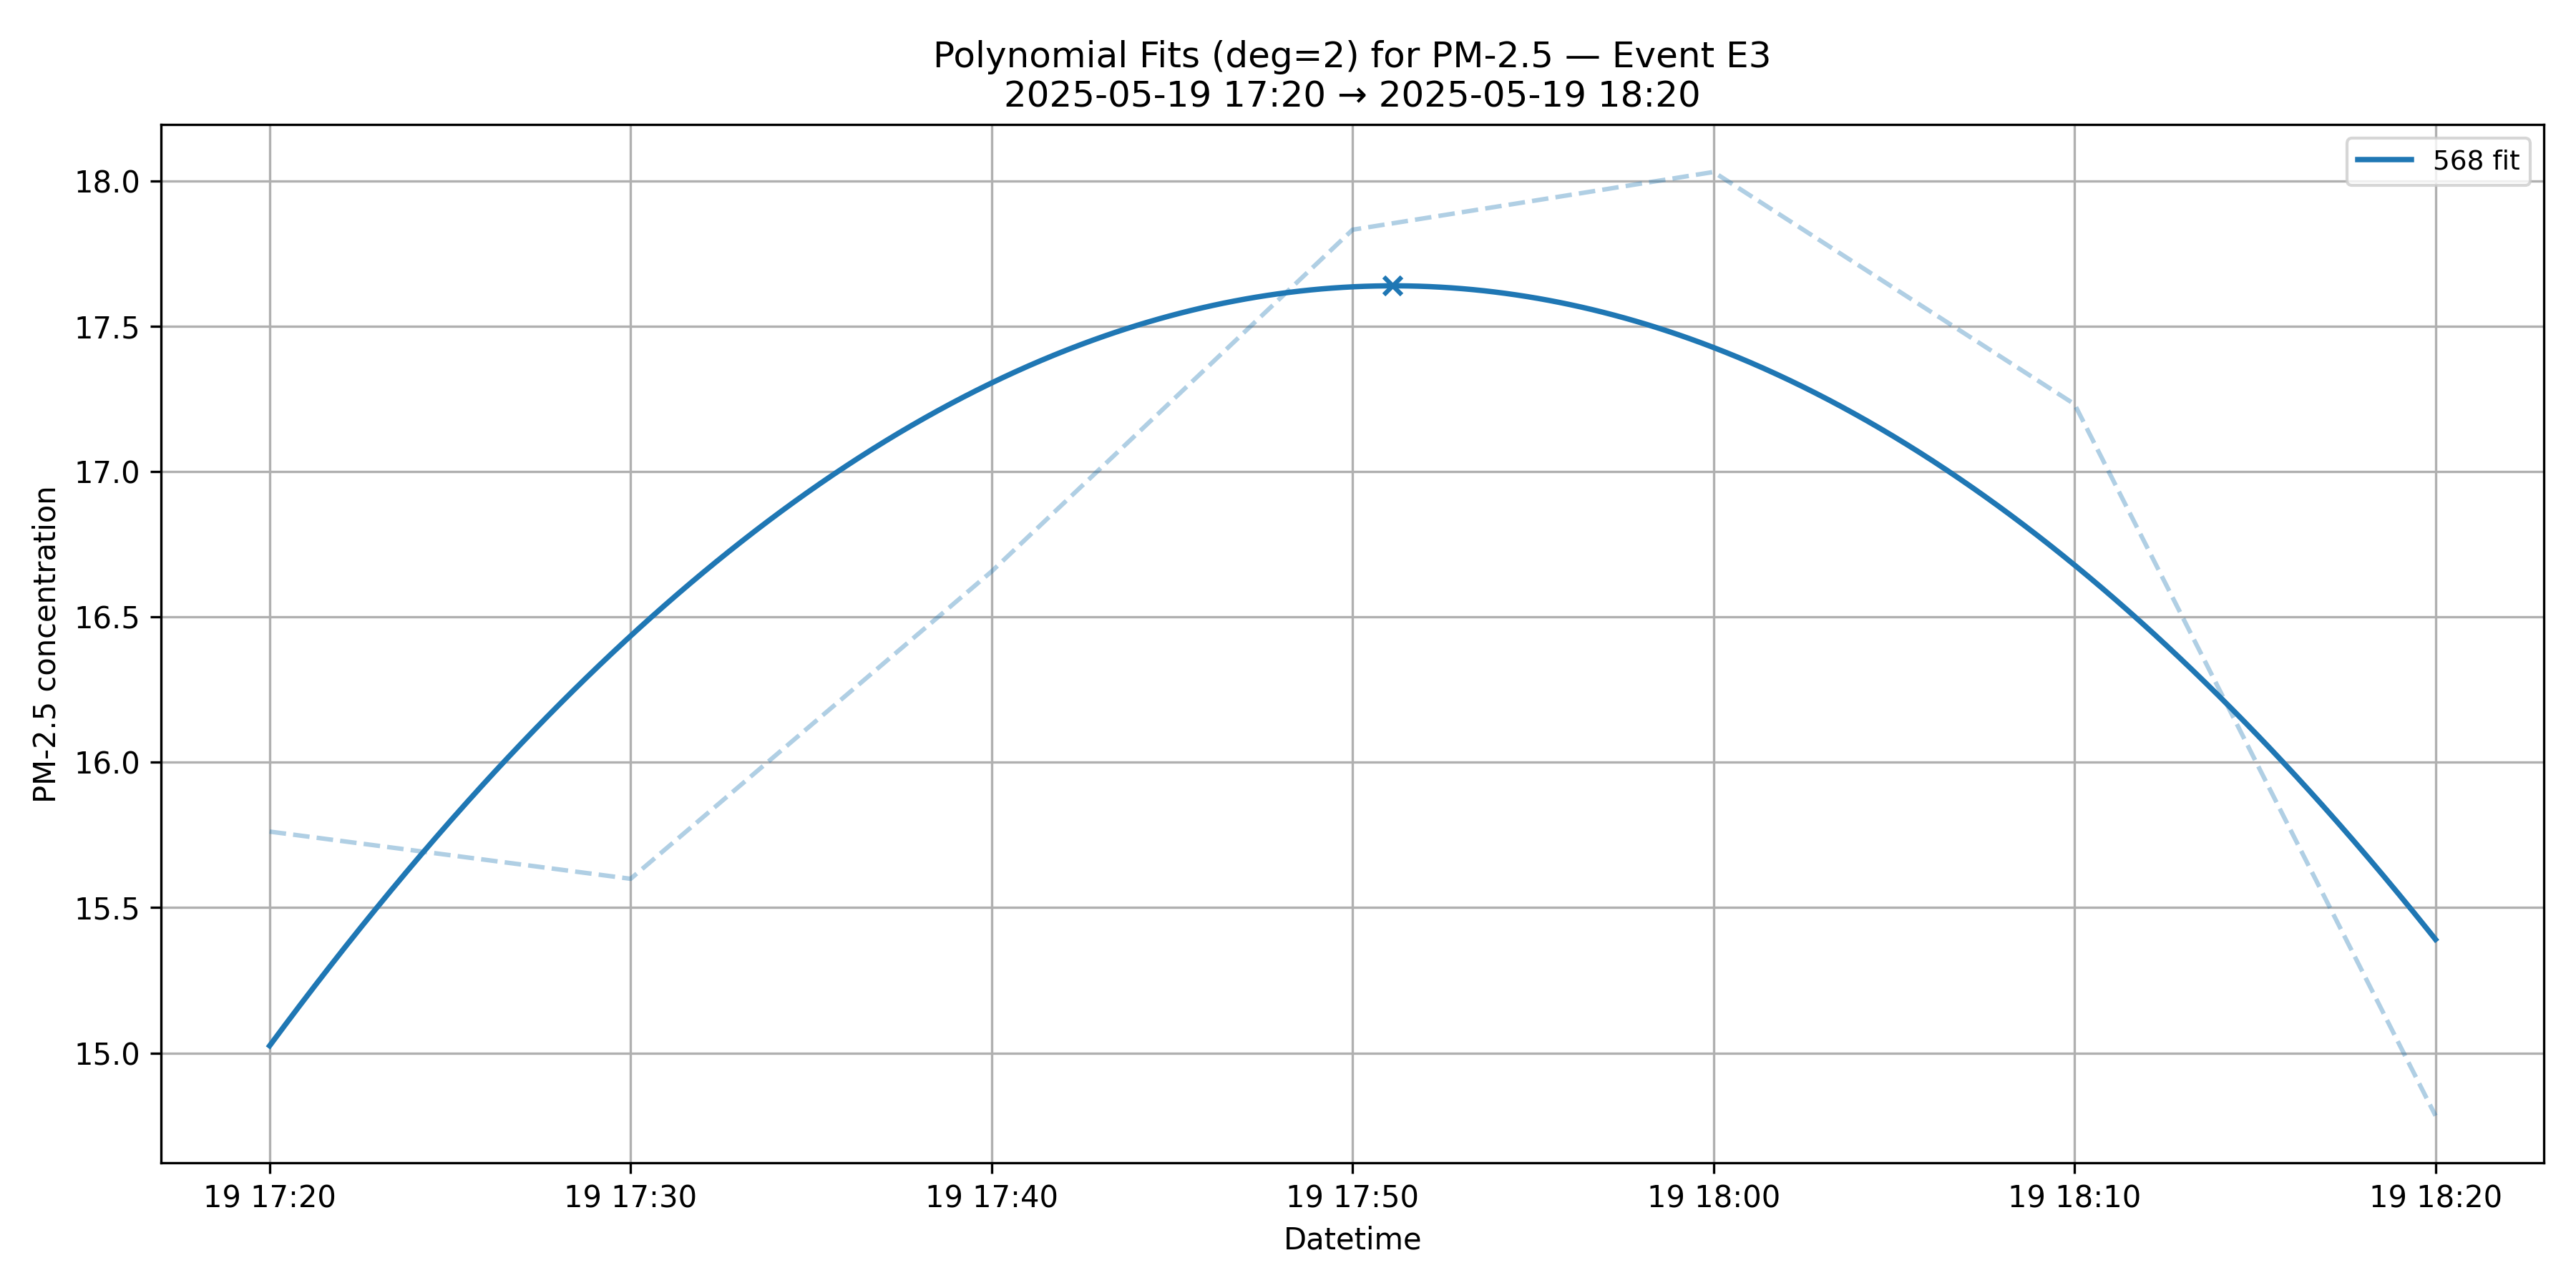 Polynomial Fits (deg=2) for PM-2.5 — Event E3
2025-05-19 17:20 → 2025-05-19 18:20
568 fit
PM-2.5 concentration
18.0
17.5
17.0
16.5
16.0
15.5
15.0
19 17:20
19 17:30
19 17:40
19 17:50
19 18:00
19 18:10
19 18:20
Datetime